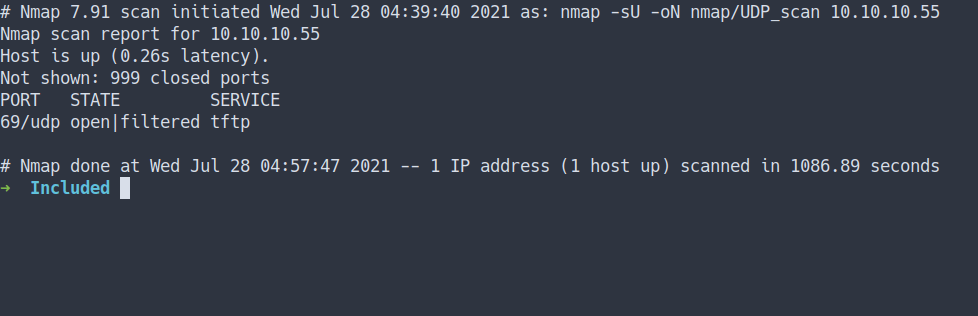 # Nmap 7.91 scan initiated Wed Jul 28 04:39:40 2021 as: nmap -sU -oN nmap/UDP_scan 10.10.10.55
Nmap scan report for 10.10.10.55
Host is up (0.26s latency).
Not shown: 999 closed ports
PORT   STATE         SERVICE
69/udp open|filtered tftp
# Nmap done at Wed Jul 28 04:57:47 2021 -- 1 IP address (1 host up) scanned in 1086.89 seconds
→ Included